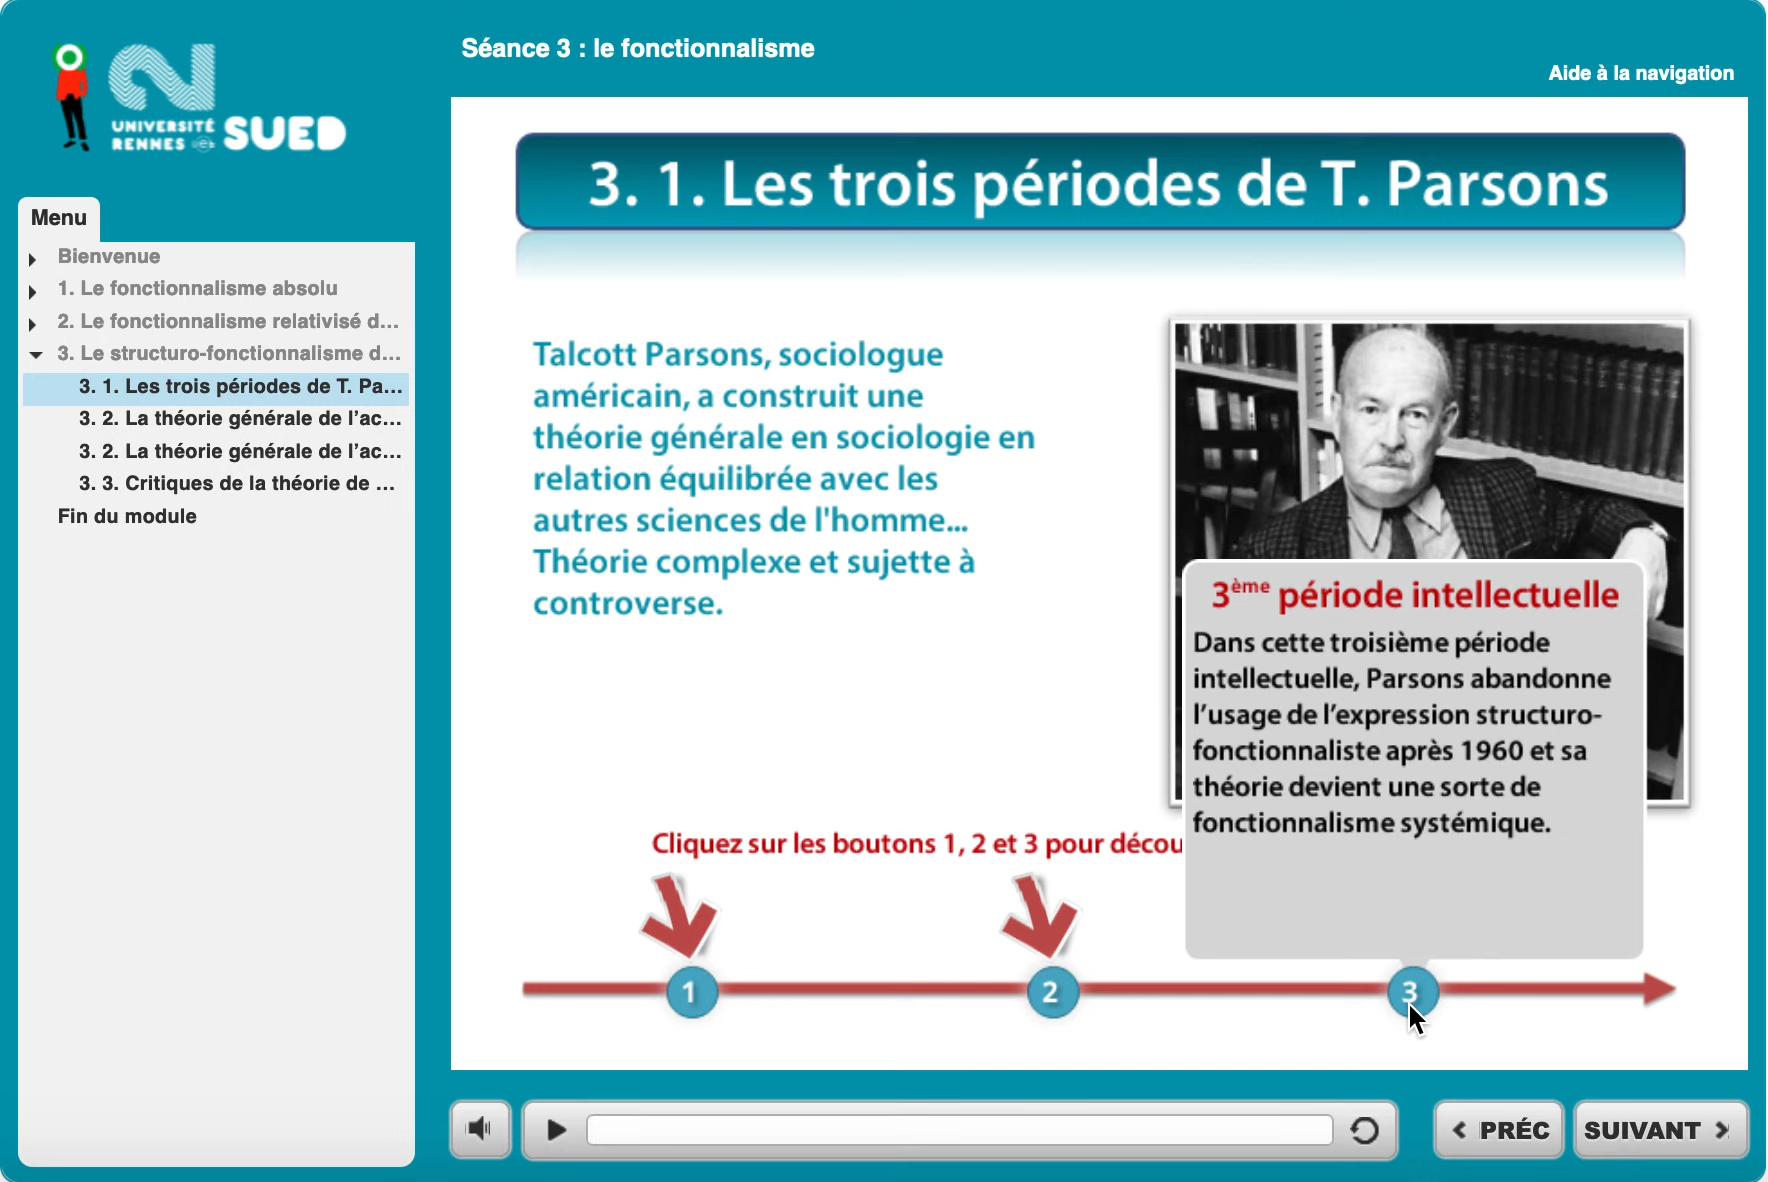 UNIVERSITÉ
RENNES
SUED
Séance 3 : le fonctionnalisme
Aide à la navigation
Menu
Bienvenue
1. Le fonctionnalisme absolu
2. Le fonctionnalisme relativisé d...
3. Le structuro-fonctionnalisme d...
3. 1. Les trois périodes de T. Pa...
3. 2. La théorie générale de l’ac...
3. 2. La théorie générale de l’ac...
3. 3. Critiques de la théorie de ...
Fin du module
3. 1. Les trois périodes de T. Parsons
Talcott Parsons, sociologue
américain, a construit une
théorie générale en sociologie en
relation équilibrée avec les
autres sciences de l'homme...
Théorie complexe et sujette à
controverse.
3ème période intellectuelle
Dans cette troisième période
intellectuelle, Parsons abandonne
l’usage de l’expression structuro-
fonctionnaliste après 1960 et sa
théorie devient une sorte de
fonctionnalisme systémique.
Cliquez sur les boutons 1, 2 et 3 pour décou
1
2
3
PRÉC
SUIVANT